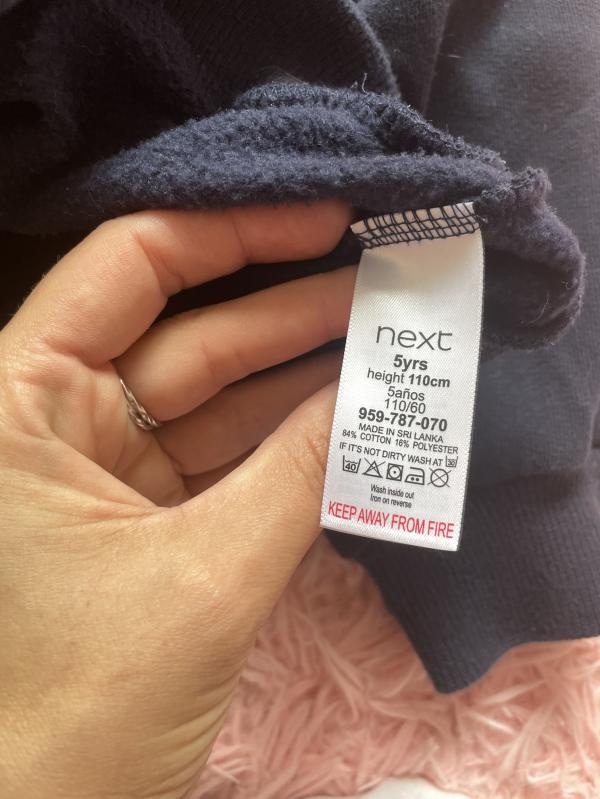 next
5yrs
height 110cm
5años
110/60
959-787-070
MADE IN SRI LANKA
84% COTTON 16% POLYESTER
IF IT'S NOT DIRTY WASH AT 30
40
Wash inside out
Iron on reverse
KEEP AWAY FROM FIRE